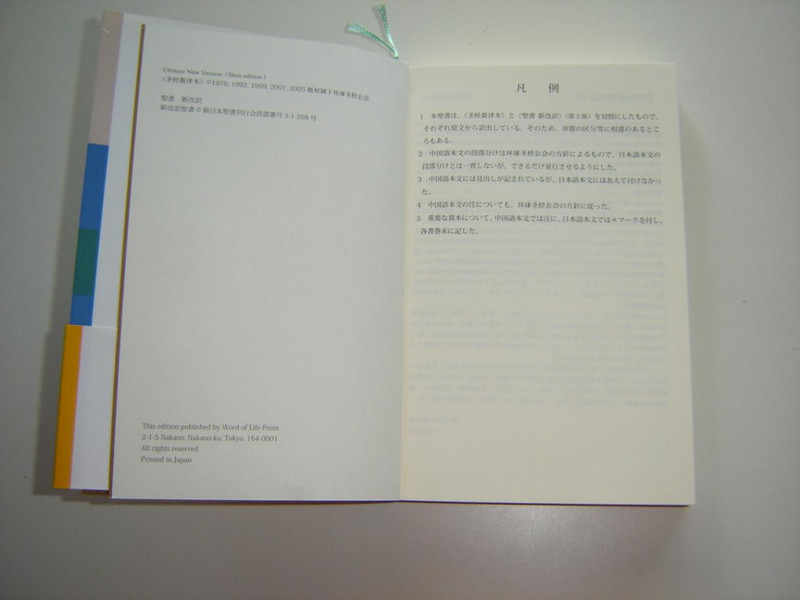 Chinese New Version (Shen edition)
《圣经新译本》©1976, 1992, 1999, 2001, 2005 版权属于环球圣经公会
聖書 新改訳
新改訳聖書©新日本聖書刊行会許諾番号3-1-268号
This edition published by Word of Life Press
2-1-5 Nakano, Nakano-ku, Tokyo, 164-0001
All rights reserved
Printed in Japan
凡 例
1 本聖書は、《圣经新译本》と《聖書 新改訳》(第3版)を対照にしたもので、
それぞれ原文から訳出している。そのため、章節の区分等に相違のあるとこ
ろもある。
2 中国語本文の段落分けは环球圣经公会の方針によるもので、日本語本文の
段落分けとは一致しないが、できるだけ並行させるようにした。
3 中国語本文には見出しが記されているが、日本語本文にはあえて付けなかっ
た。
4 中国語本文の注についても、环球圣经公会の方針に従った。
5 重要な異本について、中国語本文では注に、日本語本文では＊マークを付し、
各書巻末に記した。